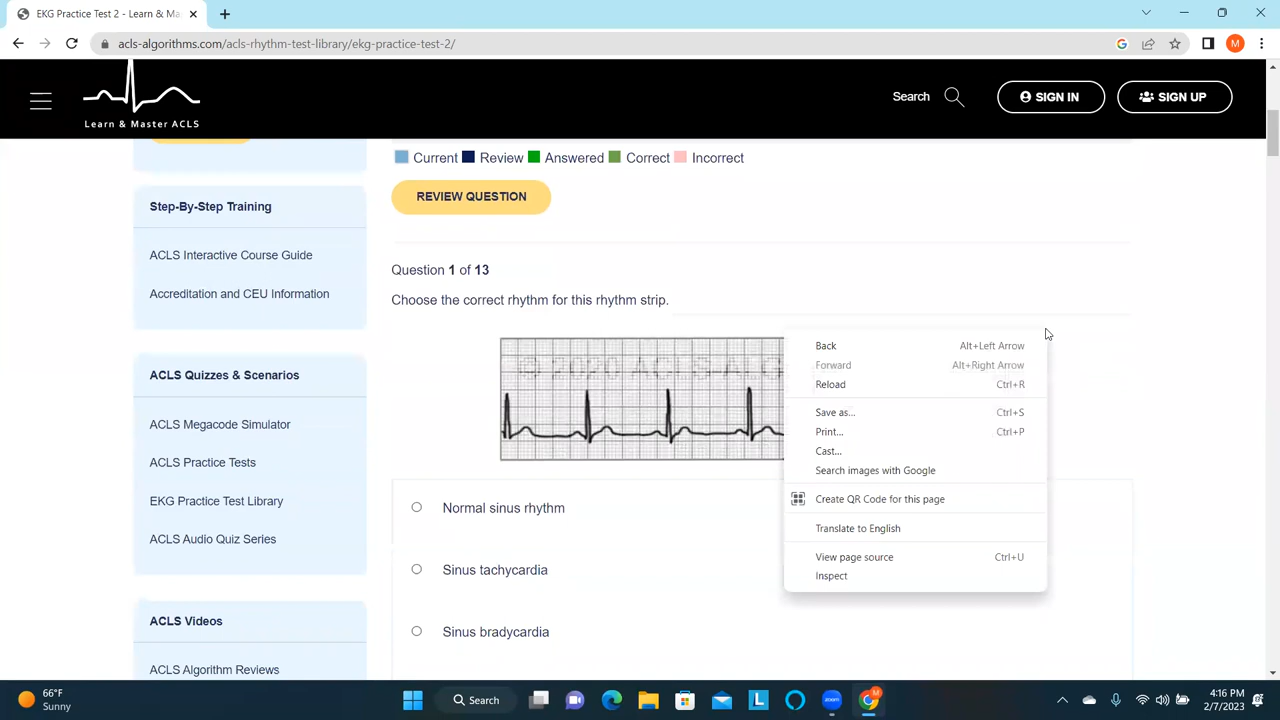 EKG Practice Test 2 - Learn & Ma
acls-algorithms.com/acls-rhythm-test-library/ekg-practice-test-2/
M
Learn & Master ACLS
Search
SIGN IN
SIGN UP
Current Review Answered Correct Incorrect
REVIEW QUESTION
Step-By-Step Training
ACLS Interactive Course Guide
Accreditation and CEU Information
ACLS Quizzes & Scenarios
ACLS Megacode Simulator
ACLS Practice Tests
EKG Practice Test Library
ACLS Audio Quiz Series
ACLS Videos
ACLS Algorithm Reviews
Question 1 of 13
Choose the correct rhythm for this rhythm strip.
Normal sinus rhythm
Sinus tachycardia
Sinus bradycardia
Back Alt+Left Arrow
Forward Alt+Right Arrow
Reload Ctrl+R
Save as... Ctrl+S
Print... Ctrl+P
Cast...
Search images with Google
Create QR Code for this page
Translate to English
View page source Ctrl+U
Inspect
66°F
Sunny
Search
zoom
M
4:16 PM
2/7/2023